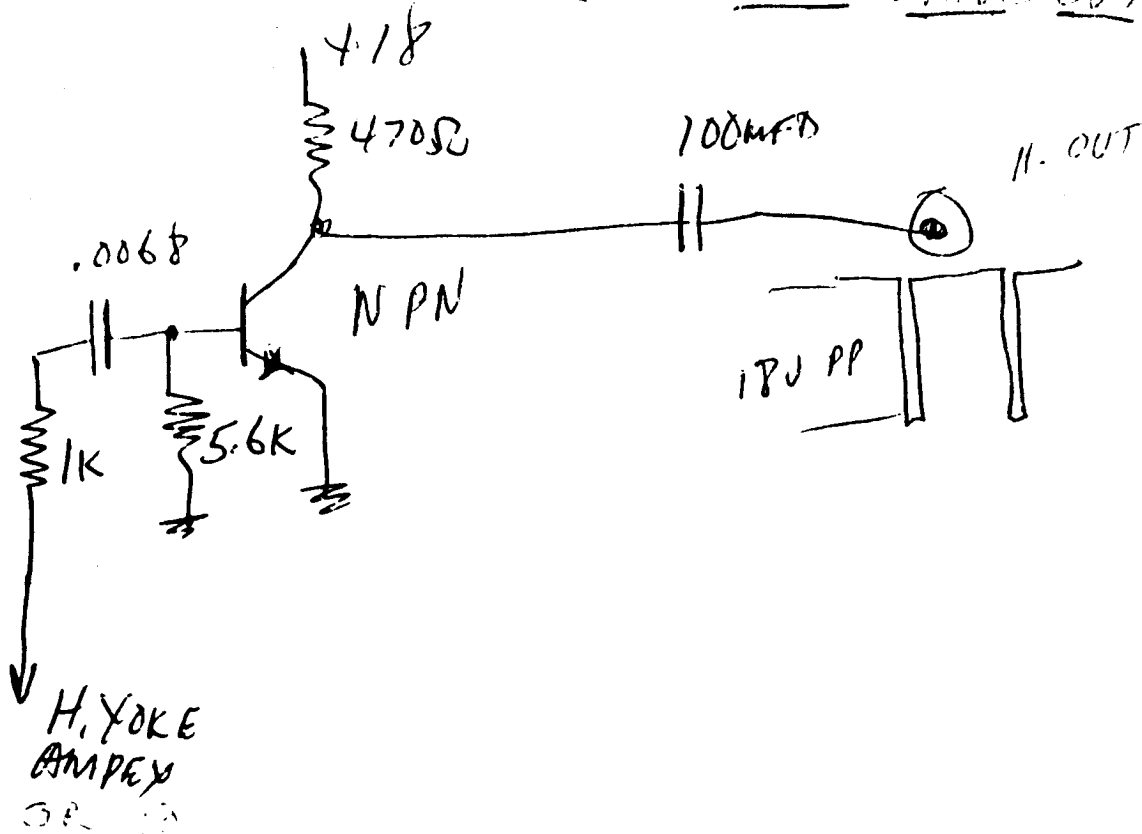 +18
470Ω
100MFD
H. OUT
.0068
NPN
18V PP
5.6K
1K
H. YOKE
AMPEX